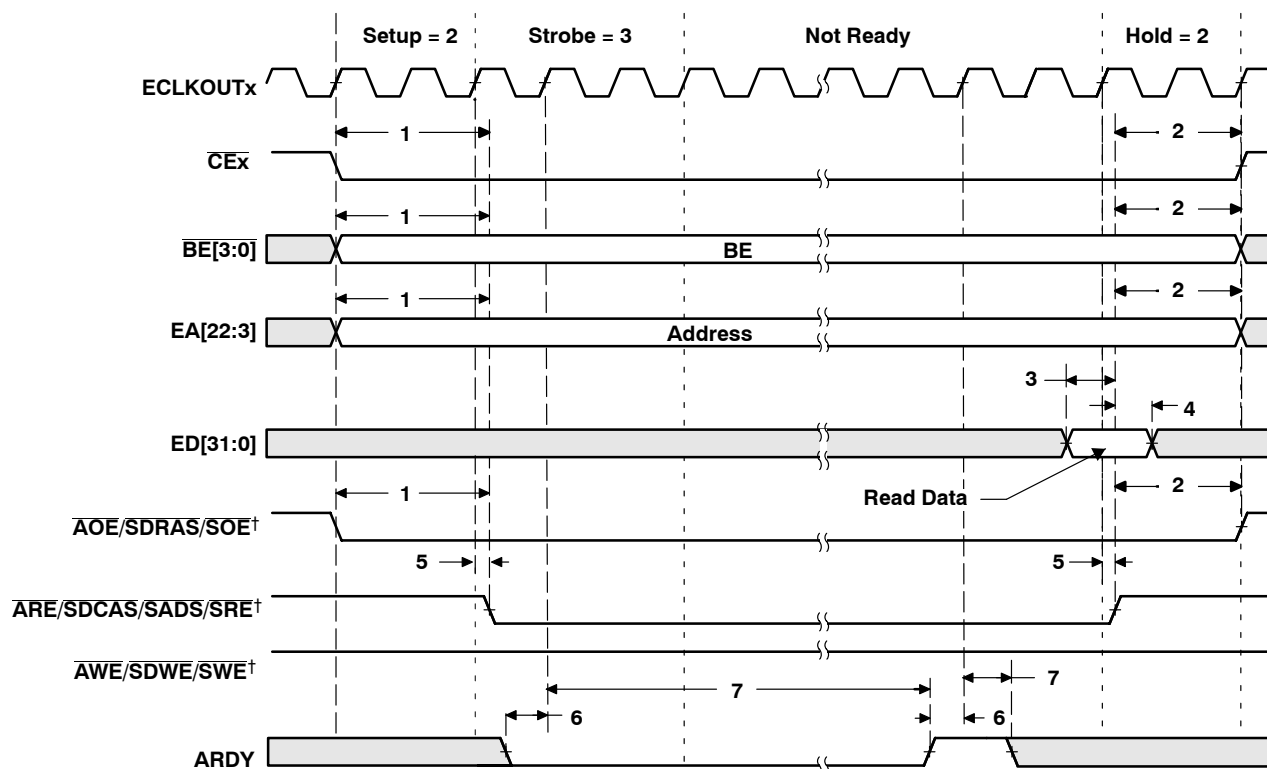 Setup = 2 Strobe = 3 Not Ready Hold = 2
ECLKOUTx
1 2
CEx
1 2
BE[3:0] BE
1 2
EA[22:3] Address
3
4
ED[31:0]
Read Data
1 2
AOE/SDRAS/SOE†
5 5
ARE/SDCAS/SADS/SRE†
AWE/SDWE/SWE†
7 7
6 6
ARDY